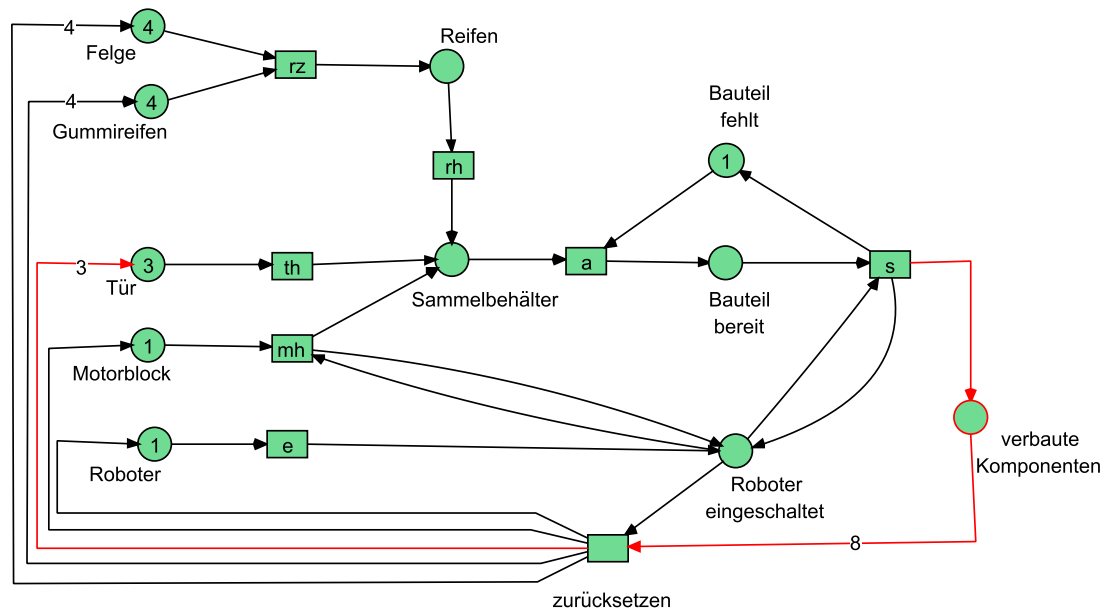 4
4
Felge
4
4
Gummireifen
rz
Reifen
rh
Bauteil
fehlt
1
3
3
Tür
th
Sammelbehälter
a
Bauteil
bereit
s
1
Motorblock
mh
1
Roboter
e
Roboter
eingeschaltet
verbaute
Komponenten
8
zurücksetzen